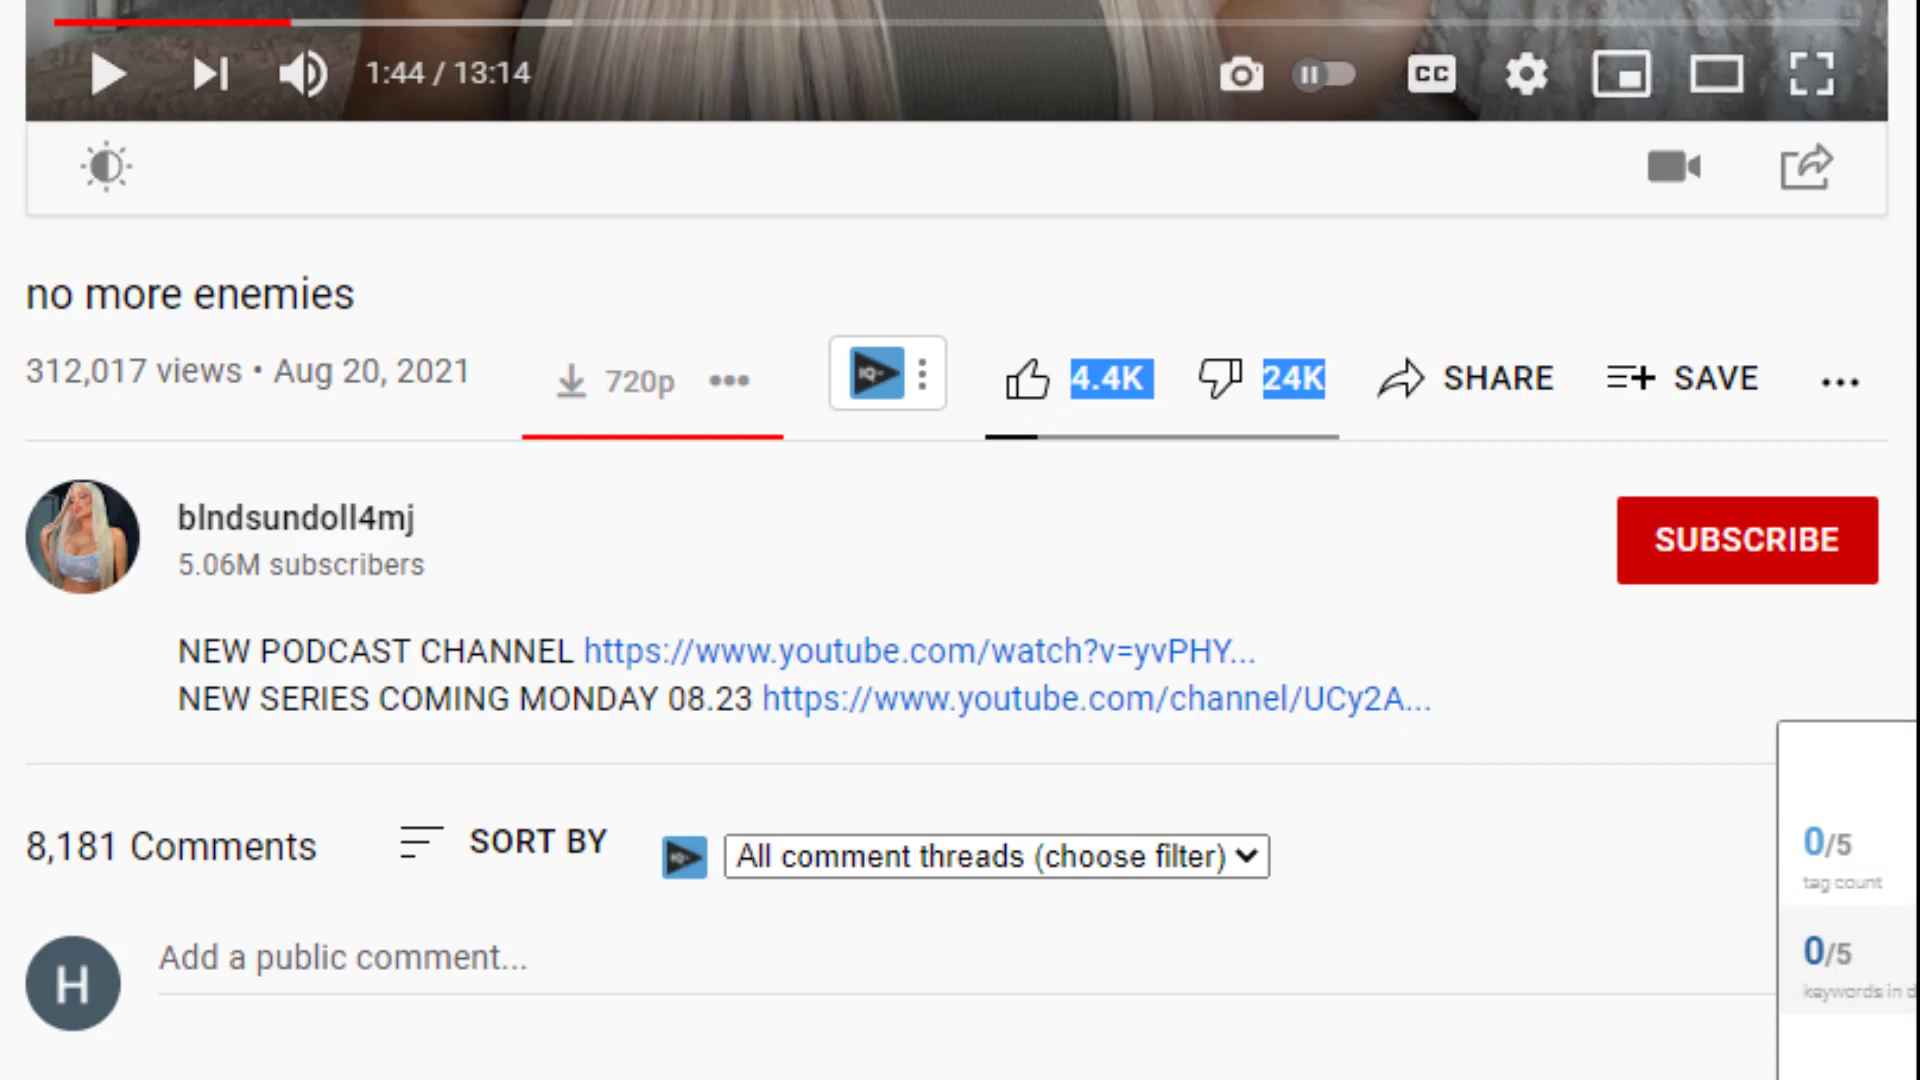 1:44 / 13:14
CC
no more enemies
312,017 views • Aug 20, 2021
720p
IQ
4.4K
24K
SHARE
SAVE
blndsundoll4mj
5.06M subscribers
SUBSCRIBE
NEW PODCAST CHANNEL https://www.youtube.com/watch?v=yvPHY...
NEW SERIES COMING MONDAY 08.23 https://www.youtube.com/channel/UCy2A...
0/5
tag count
8,181 Comments
SORT BY
IQ
All comment threads (choose filter)
0/5
keywords in d
H
Add a public comment...